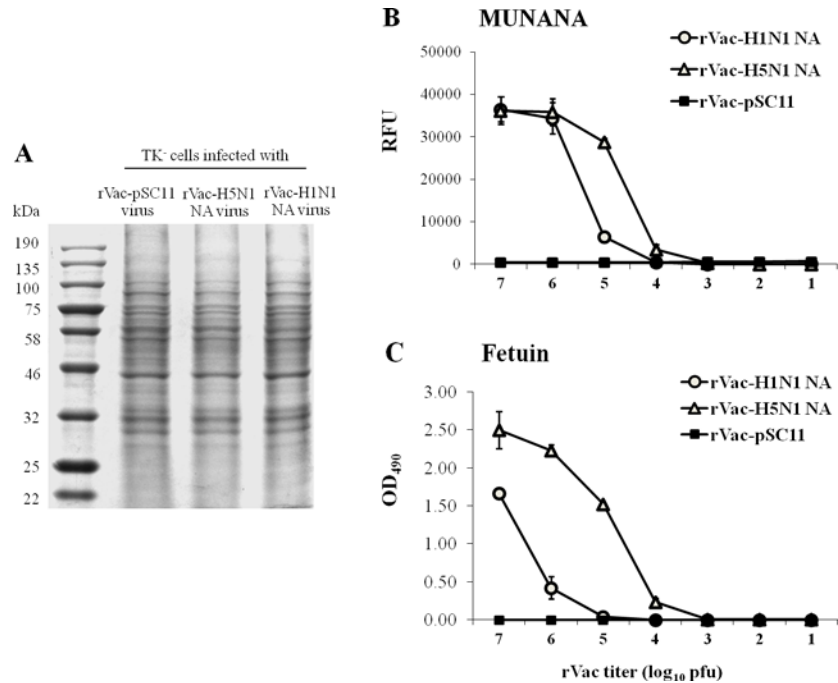 A
TK- cells infected with
rVac-pSC11 virus
rVac-H5N1 NA virus
rVac-H1N1 NA virus
kDa
190
135
100
75
58
46
32
25
22
B MUNANA
rVac-H1N1 NA
rVac-H5N1 NA
rVac-pSC11
RFU
50000
40000
30000
20000
10000
0
7 6 5 4 3 2 1
C Fetuin
rVac-H1N1 NA
rVac-H5N1 NA
rVac-pSC11
OD490
3.00
2.50
2.00
1.50
1.00
0.50
0.00
7 6 5 4 3 2 1
rVac titer (log10 pfu)